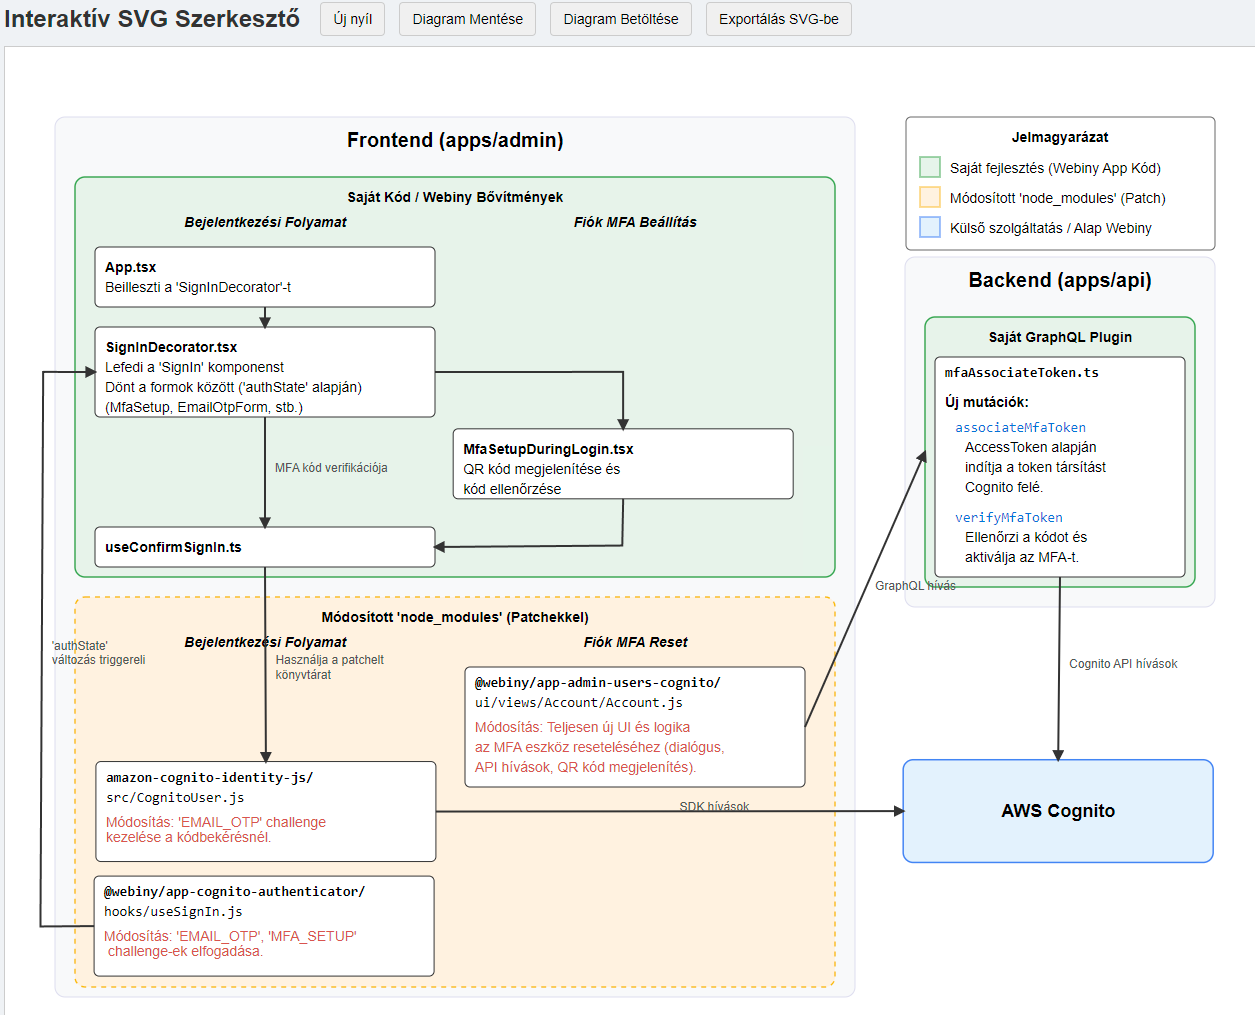 Interaktív SVG Szerkesztő
Új nyíl
Diagram Mentése
Diagram Betöltése
Exportálás SVG-be
Frontend (apps/admin)
Saját Kód / Webiny Bővítmények
Bejelentkezési Folyamat
Fiók MFA Beállítás
App.tsx
Beilleszti a 'SignInDecorator'-t
SignInDecorator.tsx
Lefedi a 'SignIn' komponenst
Dönt a formok között ('authState' alapján)
(MfaSetup, EmailOtpForm, stb.)
MFA kód verifikációja
MfaSetupDuringLogin.tsx
QR kód megjelenítése és
kód ellenőrzése
useConfirmSignIn.ts
Módosított 'node_modules' (Patchekkel)
Bejelentkezési Folyamat
Fiók MFA Reset
'authState'
változás triggereli
Használja a patchelt
könyvtárat
@webiny/app-admin-users-cognito/
ui/views/Account/Account.js
Módosítás: Teljesen új UI és logika
az MFA eszköz reseteléséhez (dialógus,
API hívások, QR kód megjelenítés).
amazon-cognito-identity-js/
src/CognitoUser.js
Módosítás: 'EMAIL_OTP' challenge
kezelése a kódbekérésnél.
SDK hívások
@webiny/app-cognito-authenticator/
hooks/useSignIn.js
Módosítás: 'EMAIL_OTP', 'MFA_SETUP'
challenge-ek elfogadása.
Jelmagyarázat
Saját fejlesztés (Webiny App Kód)
Módosított 'node_modules' (Patch)
Külső szolgáltatás / Alap Webiny
Backend (apps/api)
Saját GraphQL Plugin
mfaAssociateToken.ts
Új mutációk:
associateMfaToken
AccessToken alapján
indítja a token társítást
Cognito felé.
verifyMfaToken
Ellenőrzi a kódot és
aktiválja az MFA-t.
GraphQL hívás
Cognito API hívások
AWS Cognito